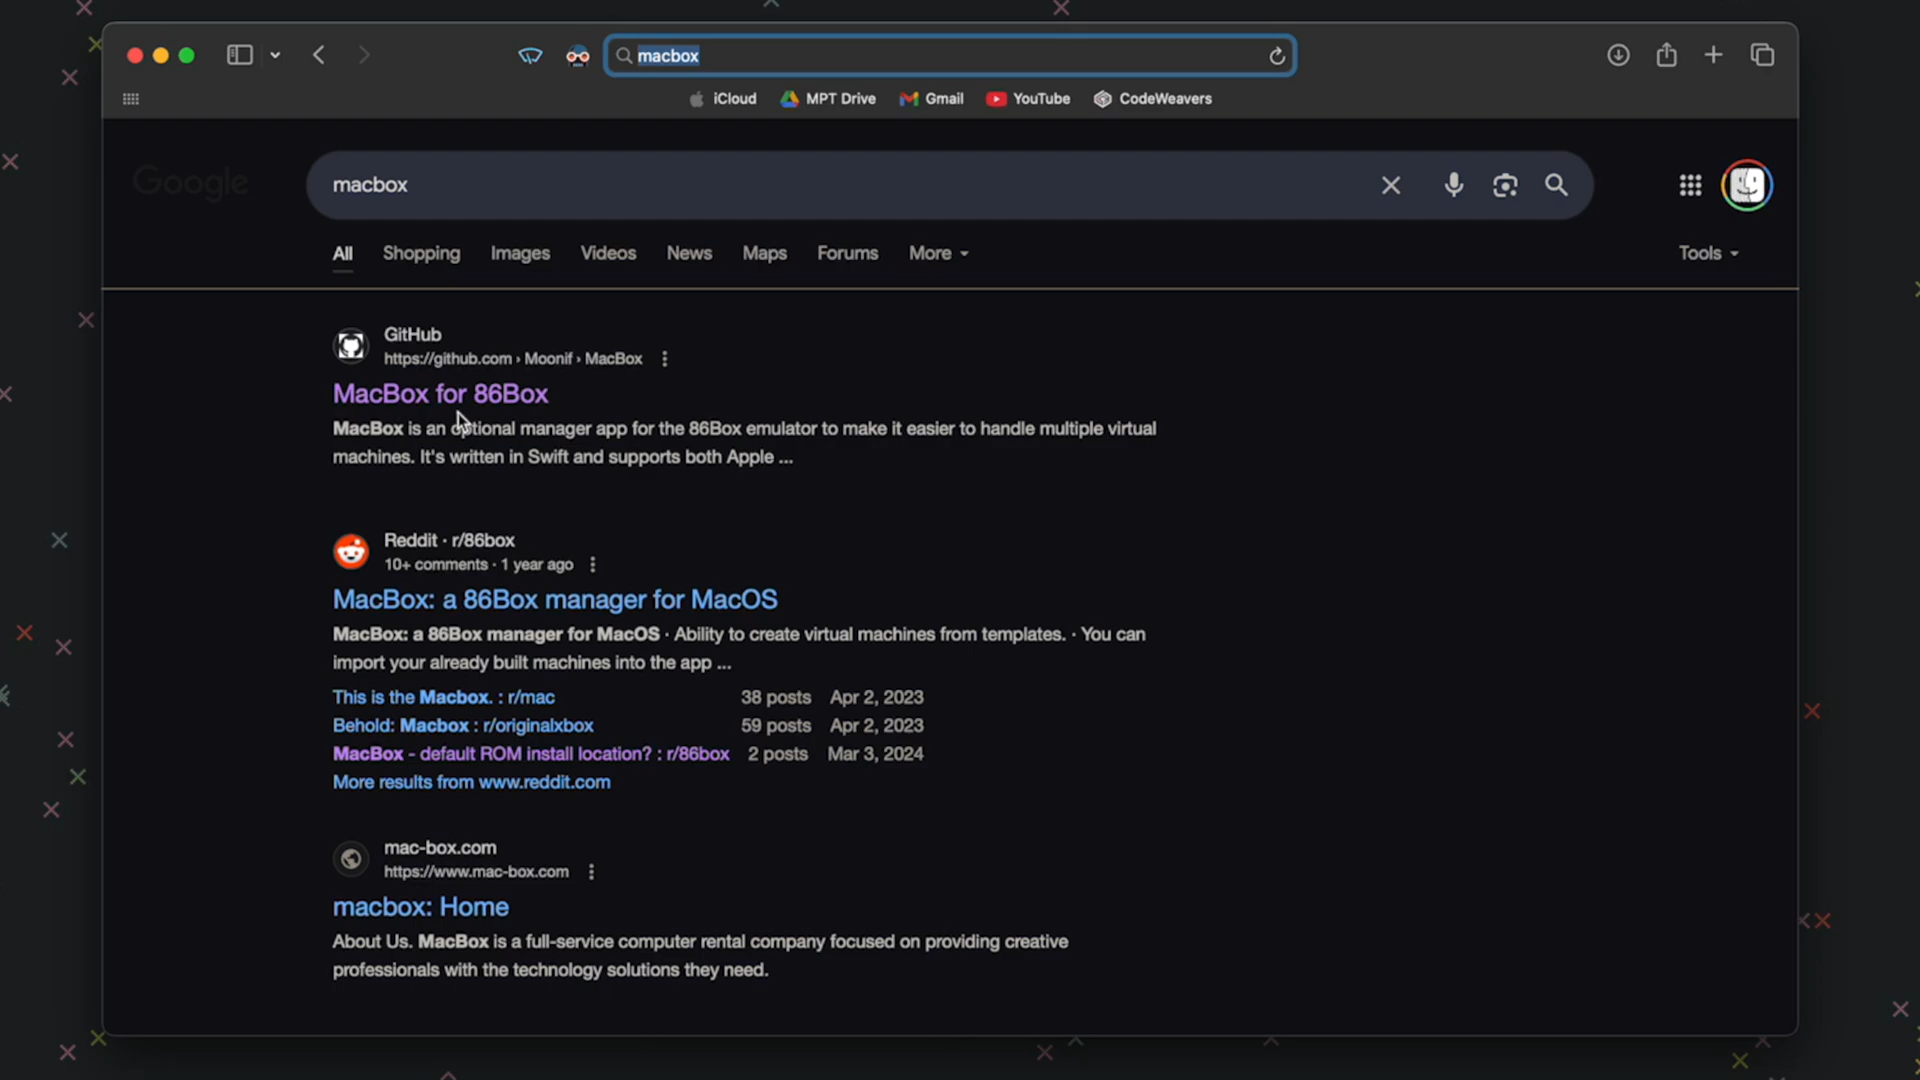 macbox
iCloud MPT Drive Gmail YouTube CodeWeavers
Google macbox
All Shopping Images Videos News Maps Forums More Tools
GitHub
https://github.com › Moonif › MacBox
MacBox for 86Box
MacBox is an optional manager app for the 86Box emulator to make it easier to handle multiple virtual
machines. It's written in Swift and supports both Apple ...
Reddit · r/86box
10+ comments · 1 year ago
MacBox: a 86Box manager for MacOS
MacBox: a 86Box manager for MacOS · Ability to create virtual machines from templates. · You can
import your already built machines into the app ...
This is the Macbox. : r/mac 38 posts Apr 2, 2023
Behold: Macbox : r/originalxbox 59 posts Apr 2, 2023
MacBox - default ROM install location? : r/86box 2 posts Mar 3, 2024
More results from www.reddit.com
mac-box.com
https://www.mac-box.com
macbox: Home
About Us. MacBox is a full-service computer rental company focused on providing creative
professionals with the technology solutions they need.